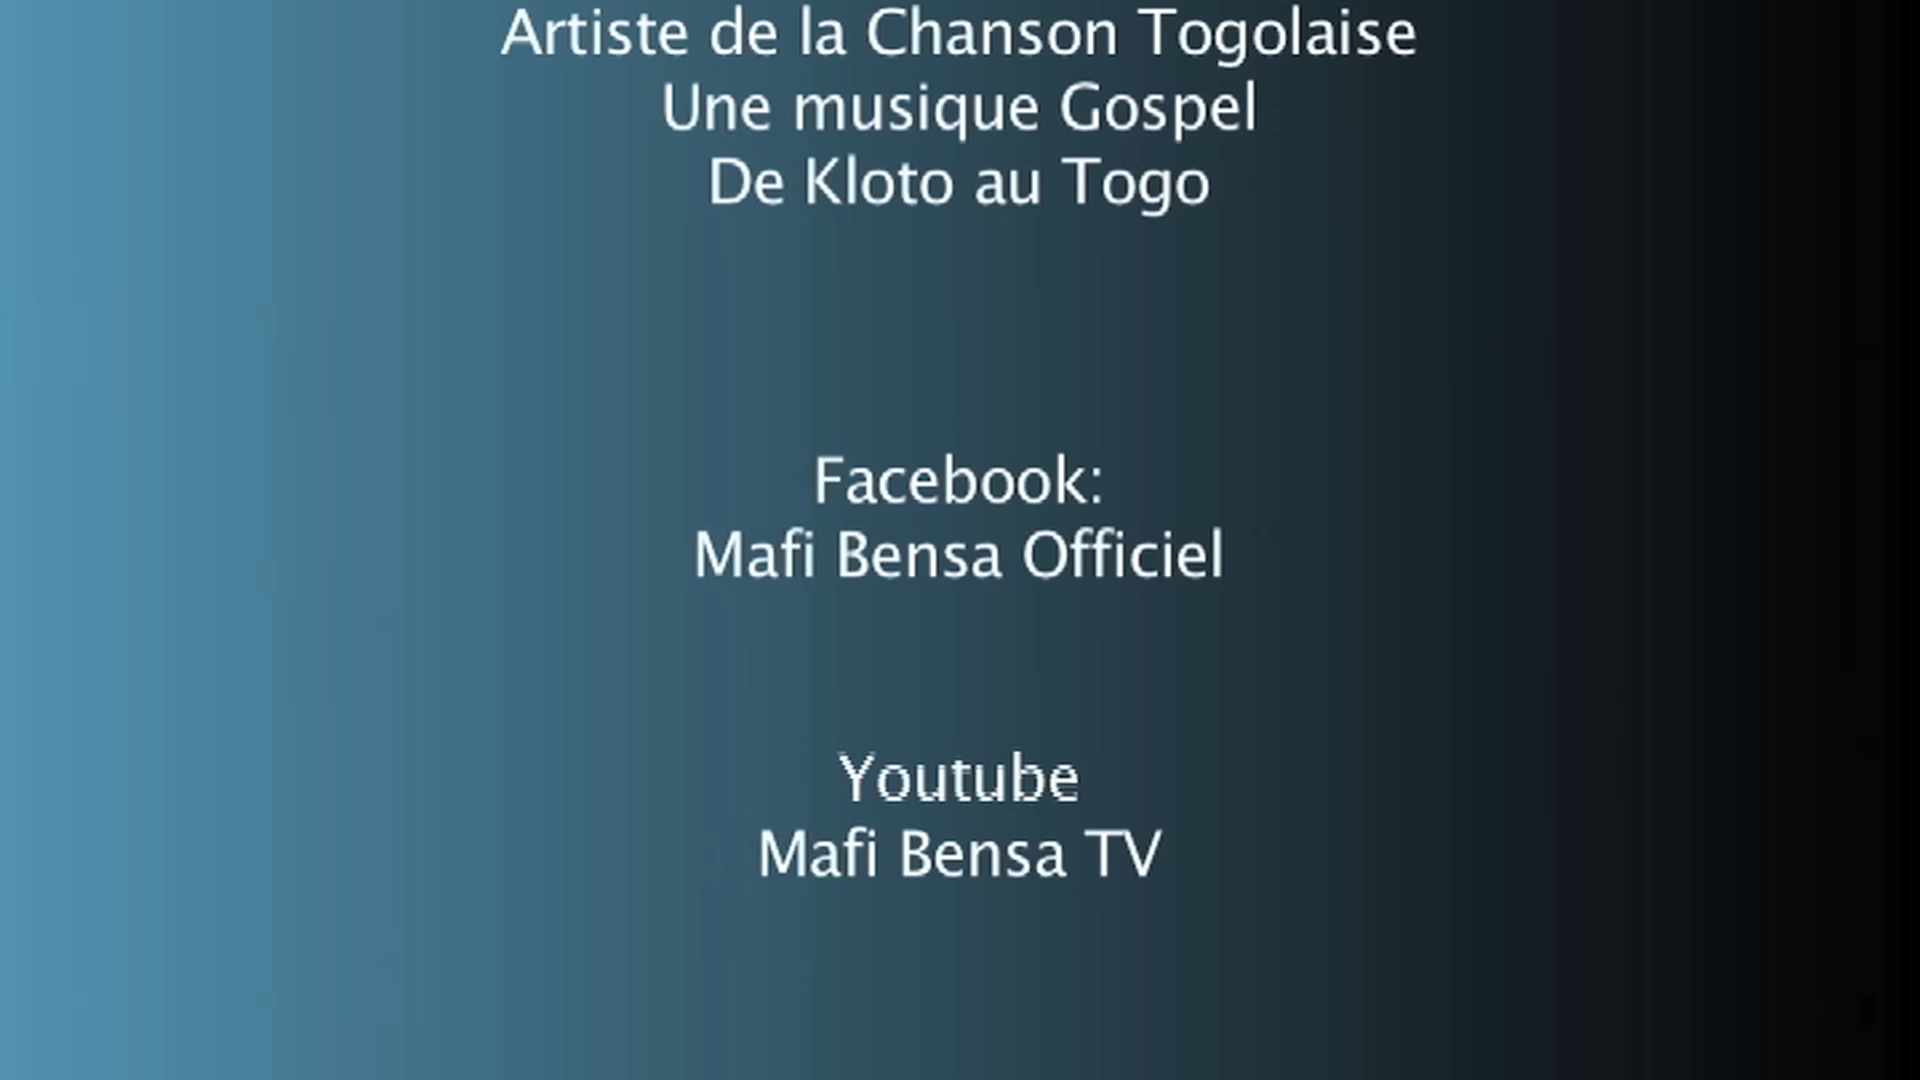 Artiste de la Chanson Togolaise
Une musique Gospel
De Kloto au Togo
Facebook:
Mafi Bensa Officiel
Youtube
Mafi Bensa TV